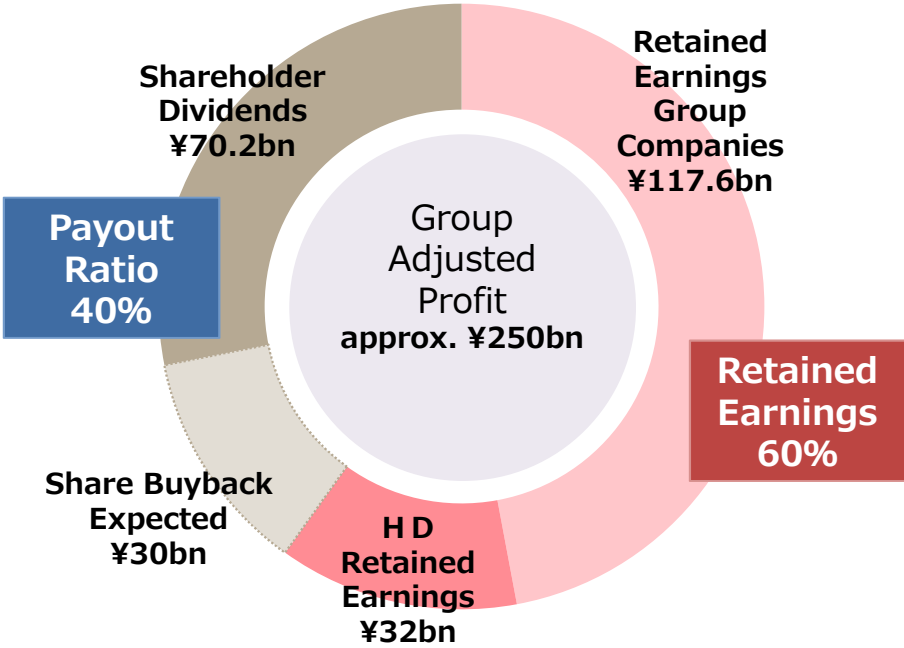 Shareholder
Dividends
¥70.2bn
Retained
Earnings
Group
Companies
¥117.6bn
Payout
Ratio
40%
Group
Adjusted
Profit
approx. ¥250bn
Retained
Earnings
60%
Share Buyback
Expected
¥30bn
ＨＤ
Retained
Earnings
¥32bn